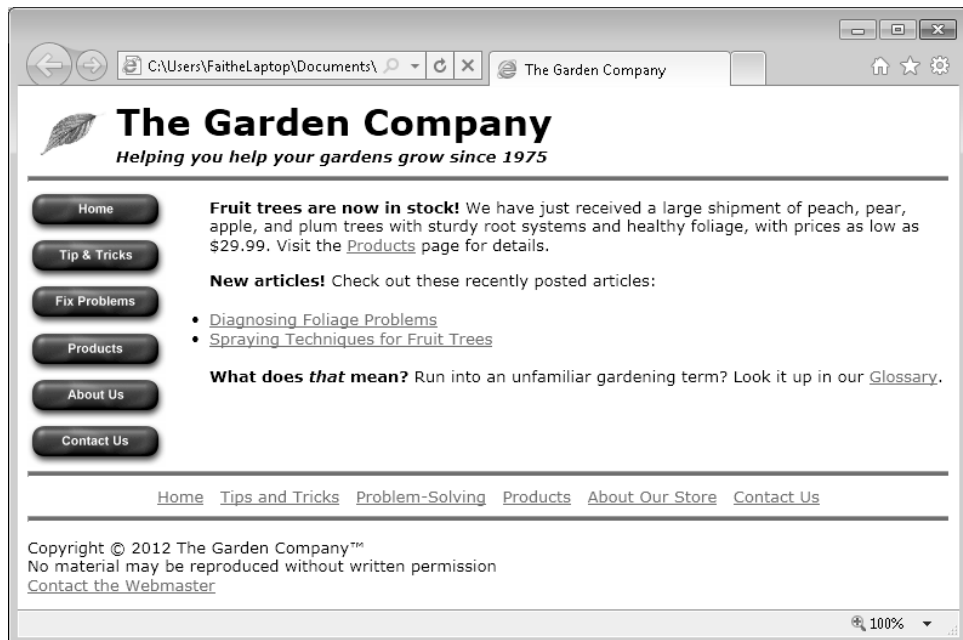 C:\Users\FaitheLaptop\Documents\
The Garden Company
The Garden Company
Helping you help your gardens grow since 1975
Home
Tip & Tricks
Fix Problems
Products
About Us
Contact Us
Fruit trees are now in stock! We have just received a large shipment of peach, pear,
apple, and plum trees with sturdy root systems and healthy foliage, with prices as low as
$29.99. Visit the Products page for details.
New articles! Check out these recently posted articles:
• Diagnosing Foliage Problems
• Spraying Techniques for Fruit Trees
What does that mean? Run into an unfamiliar gardening term? Look it up in our Glossary.
Home Tips and Tricks Problem-Solving Products About Our Store Contact Us
Copyright © 2012 The Garden Company™
No material may be reproduced without written permission
Contact the Webmaster
100%